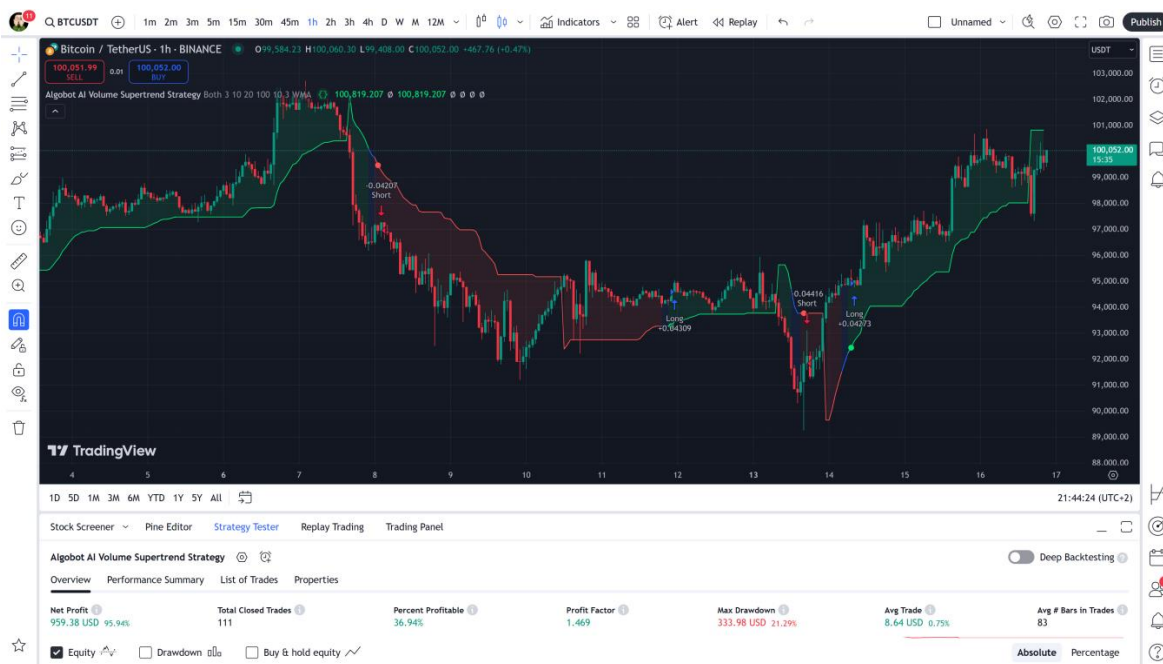 11
BTCUSDT 1m 2m 3m 5m 15m 30m 45m 1h 2h 3h 4h D W M 12M Indicators Alert Replay Unnamed Publish
Bitcoin / TetherUS · 1h · BINANCE O99,584.23 H100,060.30 L99,408.00 C100,052.00 +467.76 (+0.47%)
USDT
100,051.99
SELL
0.01
100,052.00
BUY
Algobot AI Volume Supertrend Strategy Both 3 10 20 100 10 3 WMA 100,819.207 ø 100,819.207 ø ø ø ø
103,000.00
102,000.00
101,000.00
100,052.00
15:35
99,000.00
98,000.00
97,000.00
96,000.00
95,000.00
94,000.00
93,000.00
92,000.00
91,000.00
90,000.00
89,000.00
88,000.00
-0.04207
Short
Long
+0.04309
-0.04416
Short
Long
+0.04273
TradingView
4 5 6 7 8 9 10 11 12 13 14 15 16 17
1D 5D 1M 3M 6M YTD 1Y 5Y All 21:44:24 (UTC+2)
Stock Screener Pine Editor Strategy Tester Replay Trading Trading Panel
Algobot AI Volume Supertrend Strategy Deep Backtesting
Overview Performance Summary List of Trades Properties
Net Profit Total Closed Trades Percent Profitable Profit Factor Max Drawdown Avg Trade Avg # Bars in Trades
959.38 USD 95.94% 111 36.94% 1.469 333.98 USD 21.29% 8.64 USD 0.75% 83
Equity Drawdown Buy & hold equity Absolute Percentage